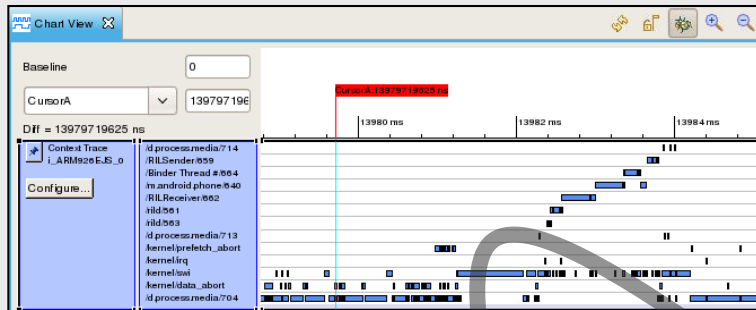 Chart View
Baseline
0
CursorA
139797196
Diff = 13979719625 ns
CursorA:13979719625 ns
13980 ms
13982 ms
13984 ms
Context Trace
i_ARM926EJS_0
Configure...
/d.process.media/714
/RILSender/659
/Binder Thread #/664
/m.android.phone/640
/RILReceiver/662
/rild/561
/rild/563
/d.process.media/713
/kernel/prefetch_abort
/kernel/irq
/kernel/swi
/kernel/data_abort
/d.process.media/704